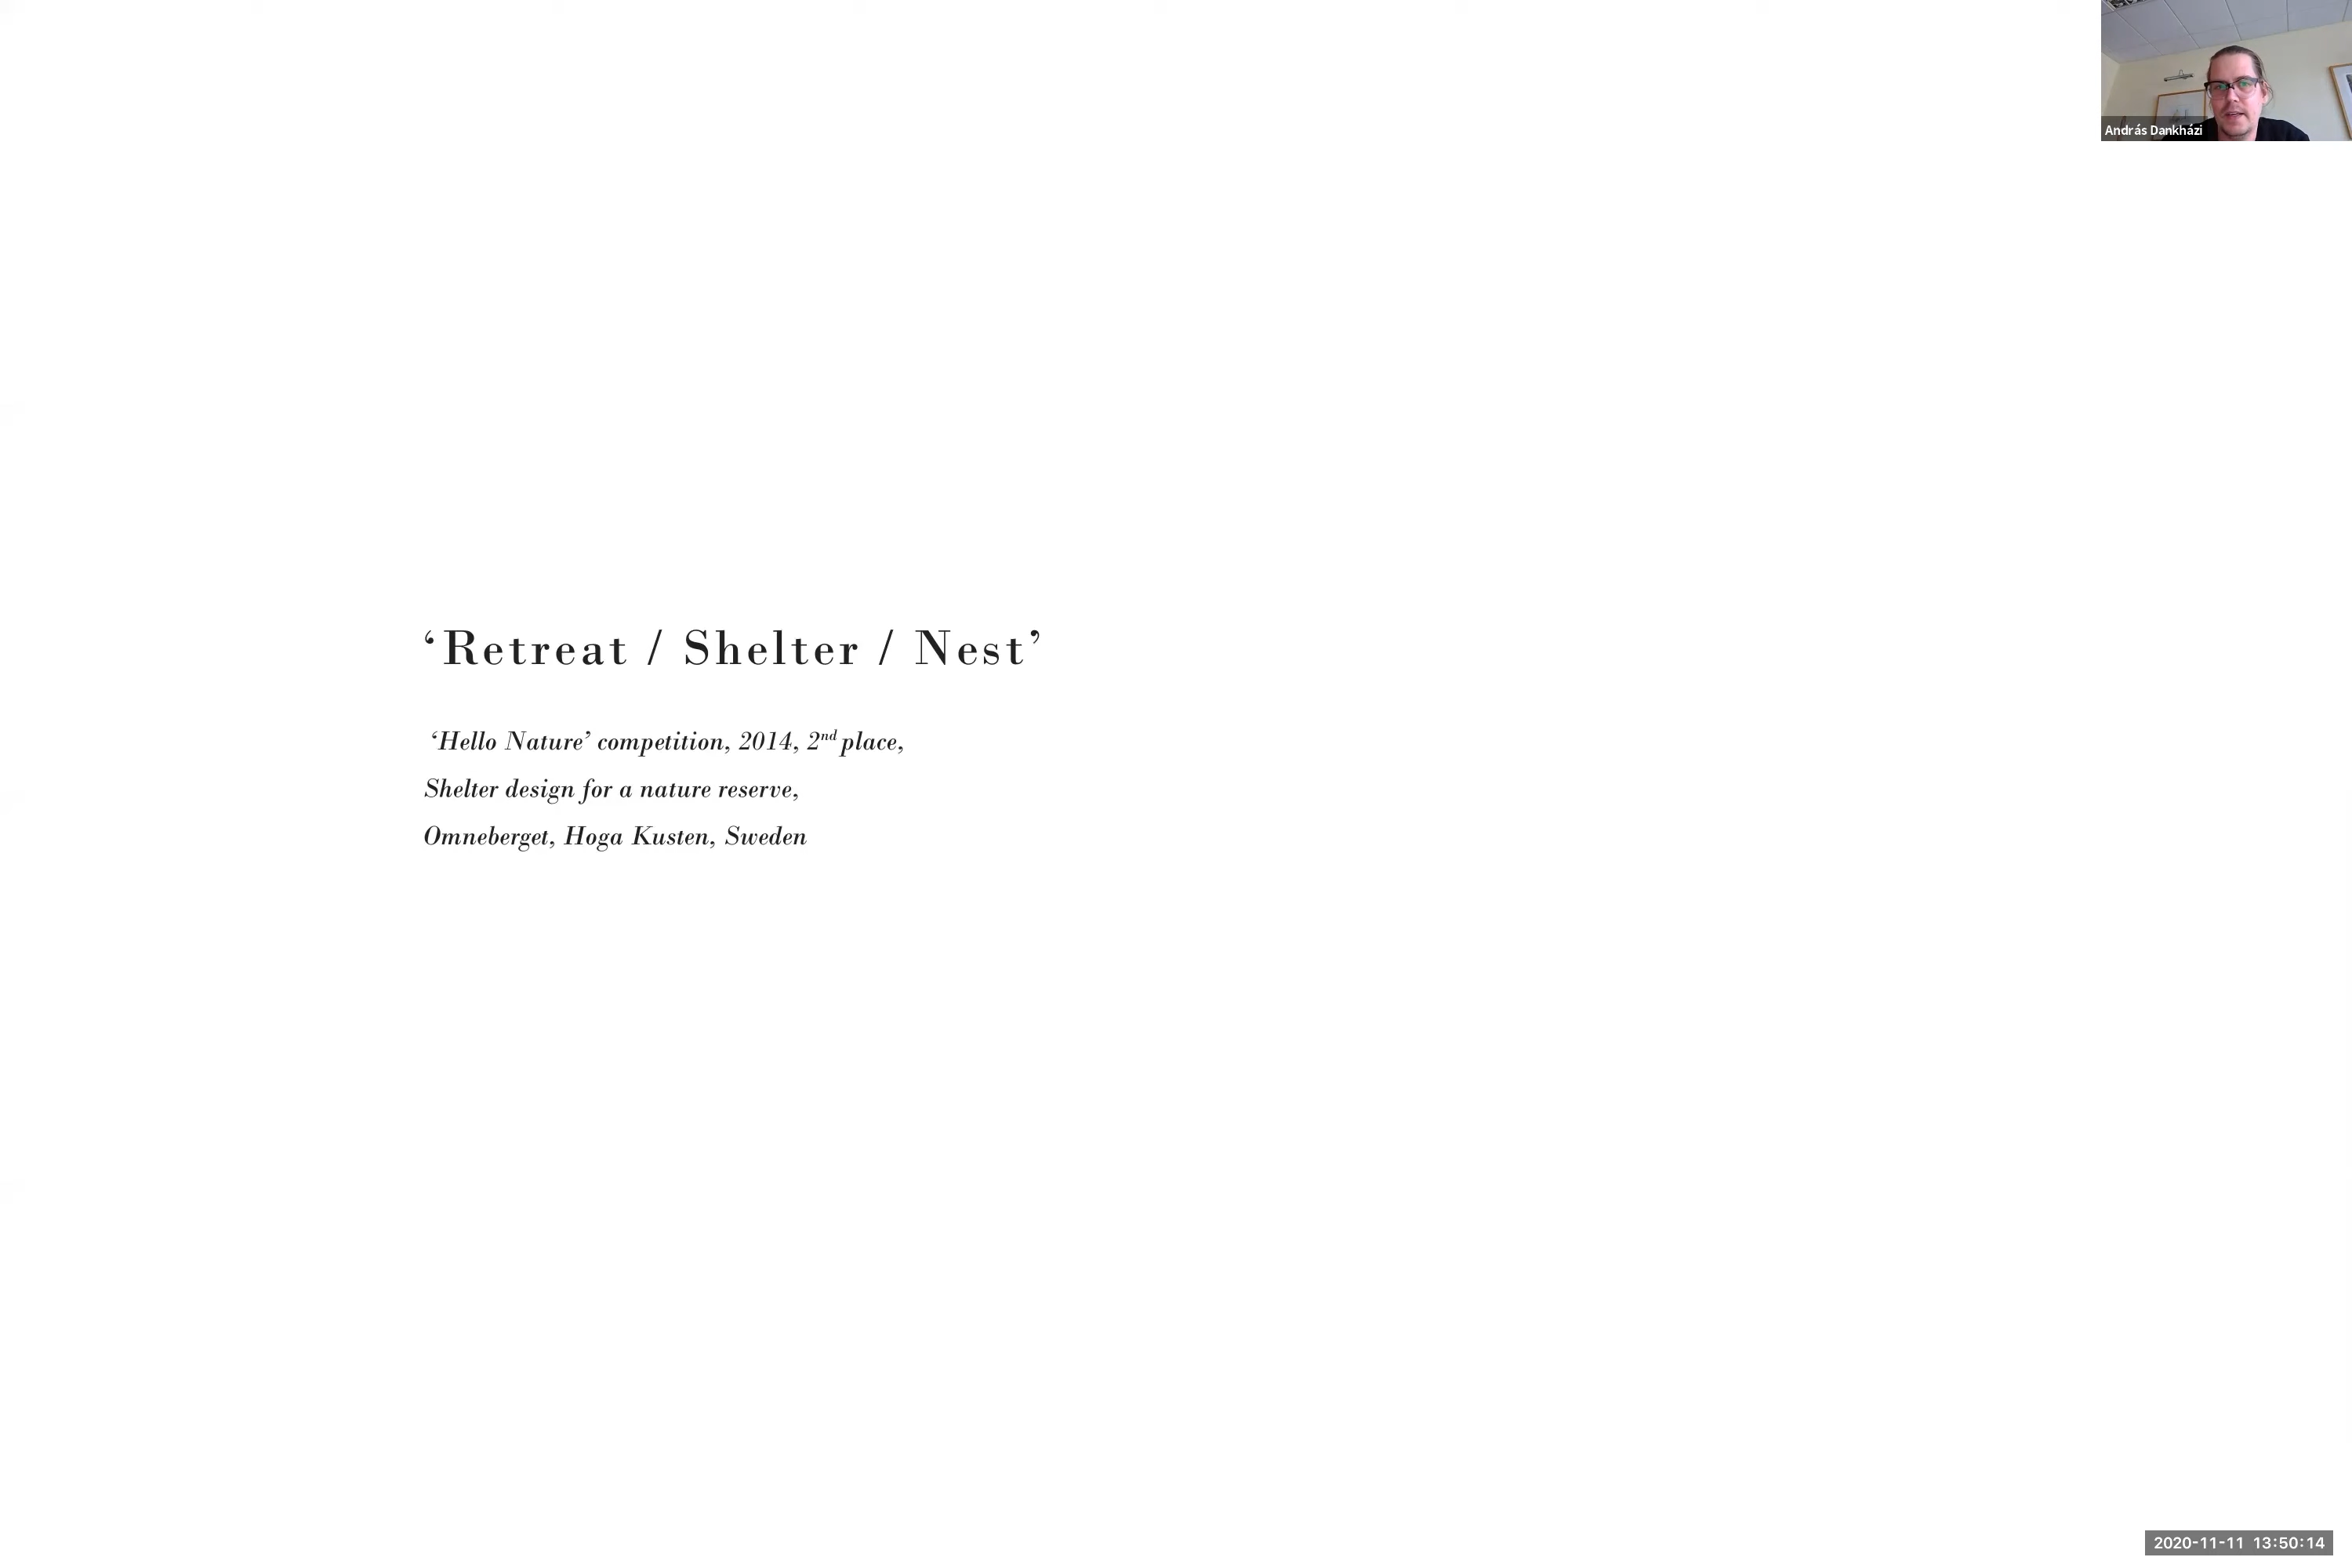 András Dankházi
‘Retreat / Shelter / Nest’
‘Hello Nature’ competition, 2014, 2nd place,
Shelter design for a nature reserve,
Omneberget, Hoga Kusten, Sweden
2020-11-11 13:50:14